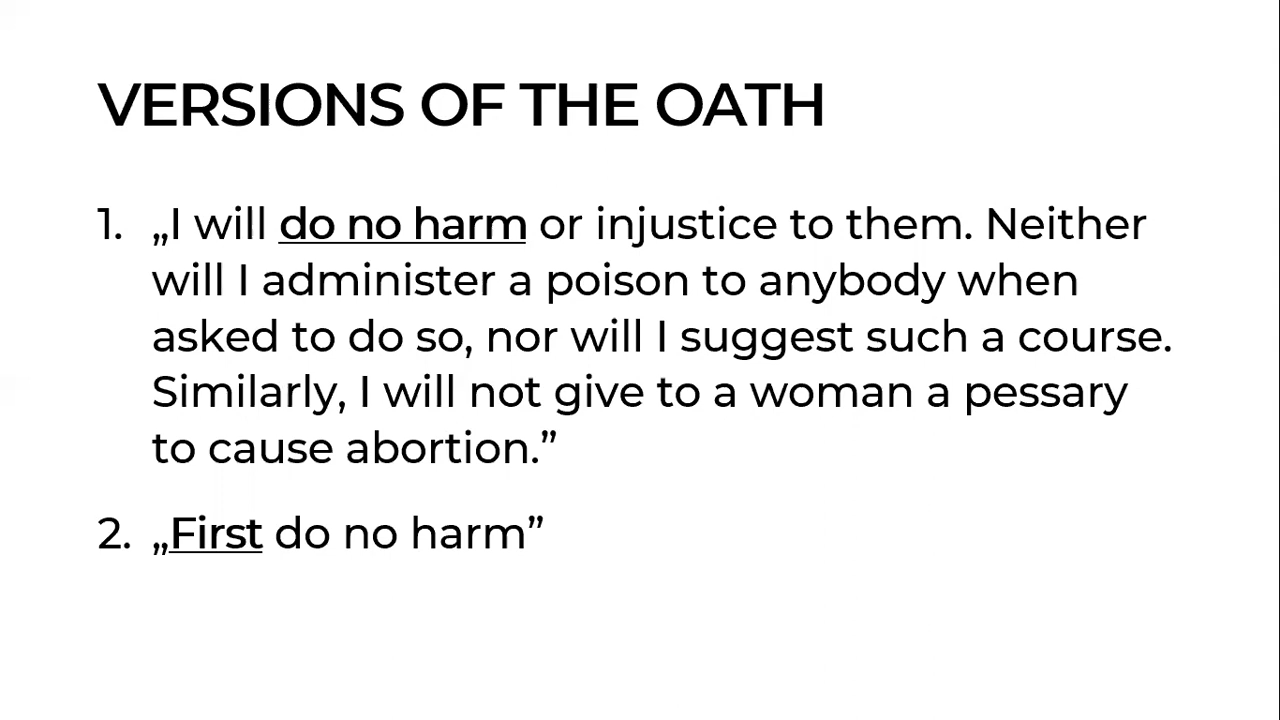 VERSIONS OF THE OATH
1. „I will do no harm or injustice to them. Neither
will I administer a poison to anybody when
asked to do so, nor will I suggest such a course.
Similarly, I will not give to a woman a pessary
to cause abortion.”
2. „First do no harm”